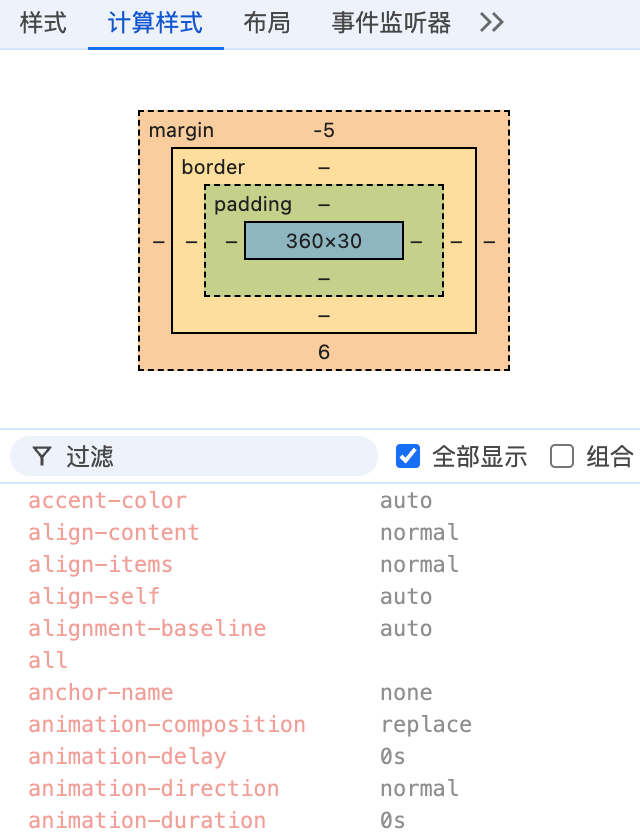 样式 计算样式 布局 事件监听器
margin -5
border –
padding –
– – – 360×30 – – –
–
–
6
过滤 全部显示 组合
accent-color auto
align-content normal
align-items normal
align-self auto
alignment-baseline auto
all
anchor-name none
animation-composition replace
animation-delay 0s
animation-direction normal
animation-duration 0s